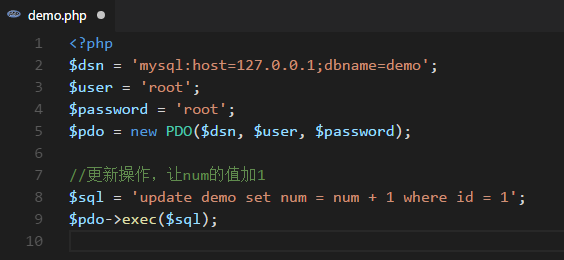 demo.php
1 <?php
2 $dsn = 'mysql:host=127.0.0.1;dbname=demo';
3 $user = 'root';
4 $password = 'root';
5 $pdo = new PDO($dsn, $user, $password);
6
7 //更新操作，让num的值加1
8 $sql = 'update demo set num = num + 1 where id = 1';
9 $pdo->exec($sql);
10